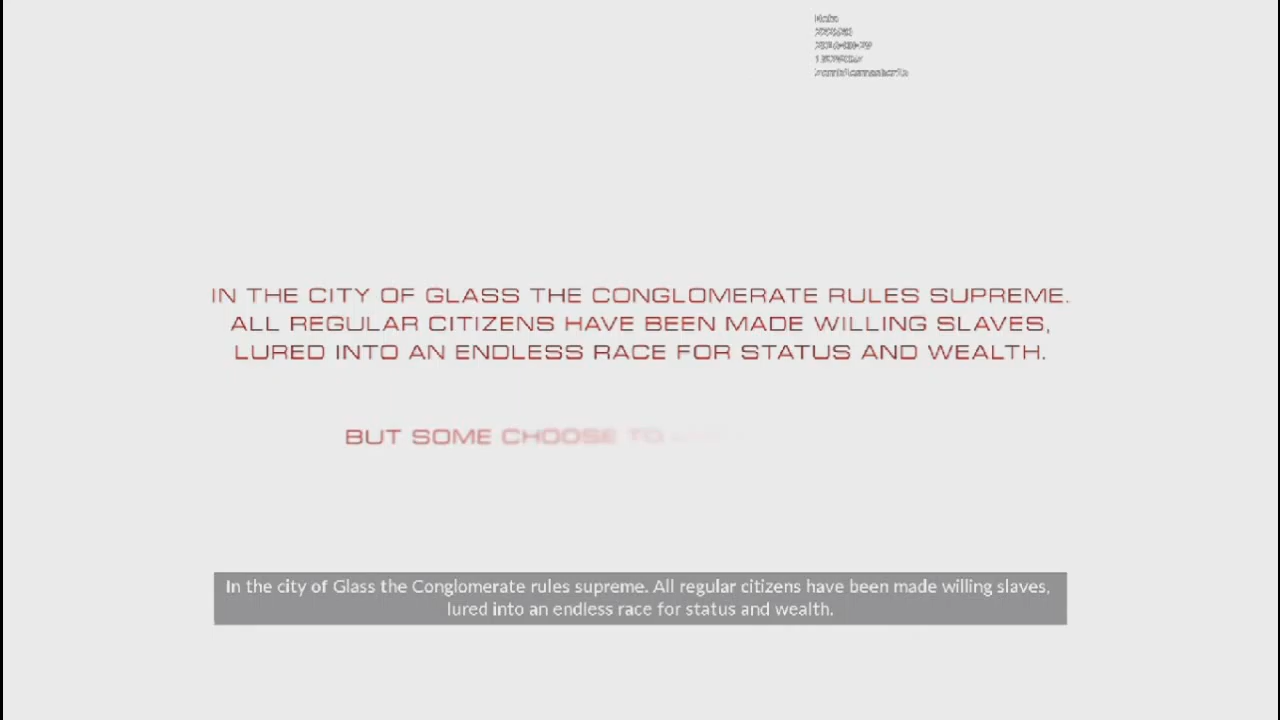 IN THE CITY OF GLASS THE CONGLOMERATE RULES SUPREME.
ALL REGULAR CITIZENS HAVE BEEN MADE WILLING SLAVES,
LURED INTO AN ENDLESS RACE FOR STATUS AND WEALTH.
BUT SOME CHOOSE TO
In the city of Glass the Conglomerate rules supreme. All regular citizens have been made willing slaves,
lured into an endless race for status and wealth.